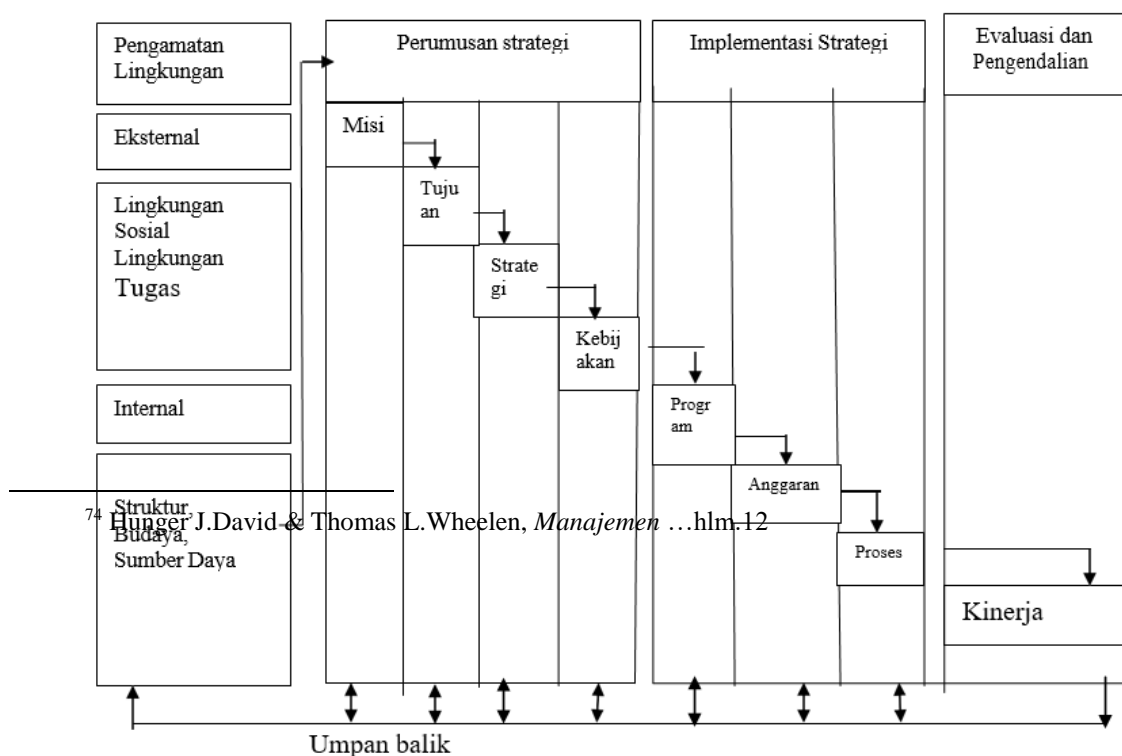 Pengamatan
Lingkungan
Perumusan strategi
Implementasi Strategi
Evaluasi dan
Pengendalian
Eksternal
Misi
Lingkungan
Sosial
Lingkungan
Tugas
Tuju
an
Strate
gi
Kebij
akan
Internal
Progr
am
Anggaran
Struktur,
Budaya,
Sumber Daya
74 Hunger J.David & Thomas L.Wheelen, Manajemen …hlm.12
Proses
Kinerja
Umpan balik